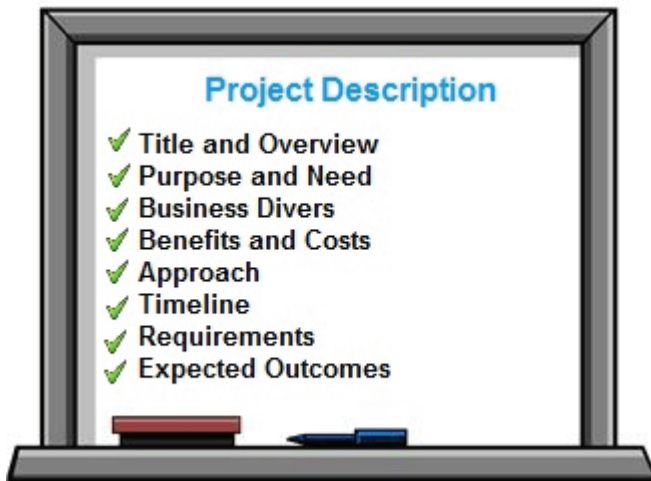 Project Description
Title and Overview
Purpose and Need
Business Divers
Benefits and Costs
Approach
Timeline
Requirements
Expected Outcomes